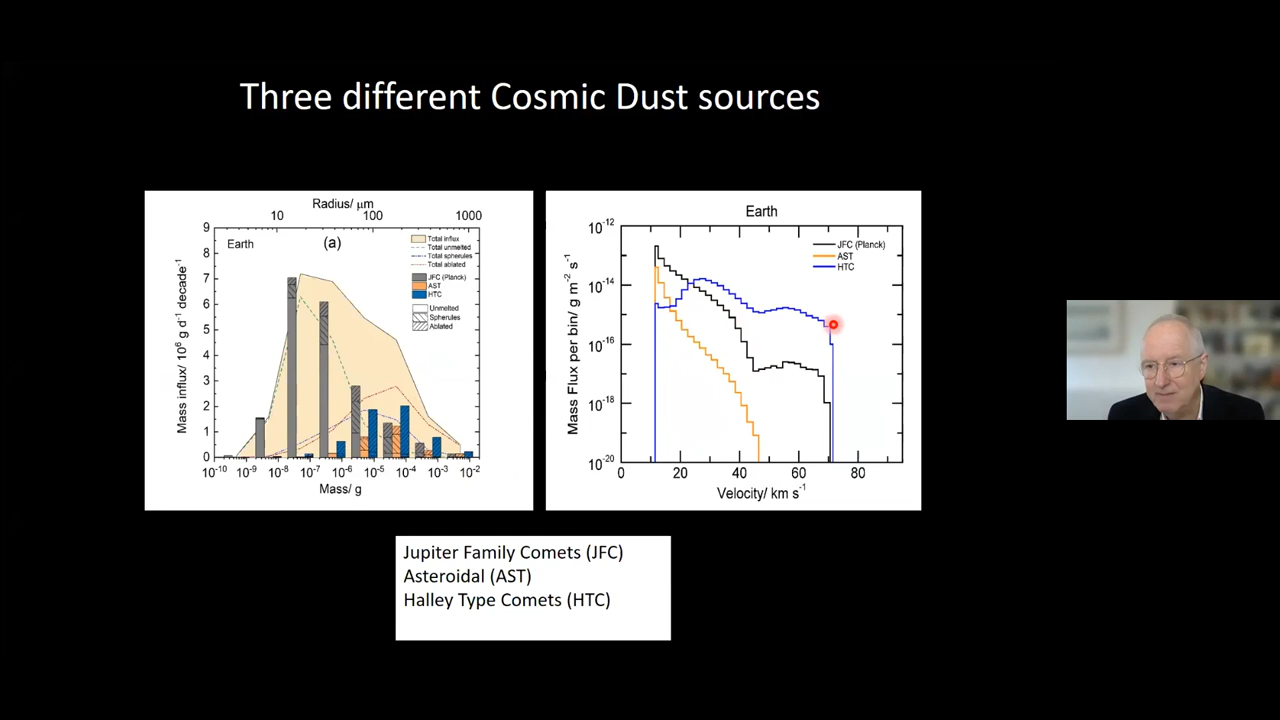 Three different Cosmic Dust sources
Radius/ μm
10 100 1000
9
8
7
6
5
4
3
2
1
0
Mass influx/ 10⁶ g d⁻¹ decade⁻¹
Earth
(a)
Total influx
Total unmelted
Total spherules
Total ablated
JFC (Planck)
AST
HTC
Unmelted
Spherules
Ablated
10⁻¹⁰ 10⁻⁹ 10⁻⁸ 10⁻⁷ 10⁻⁶ 10⁻⁵ 10⁻⁴ 10⁻³ 10⁻²
Mass/ g
Earth
10⁻¹²
10⁻¹⁴
10⁻¹⁶
10⁻¹⁸
10⁻²⁰
Mass Flux per bin/ g m⁻² s⁻¹
JFC (Planck)
AST
HTC
0 20 40 60 80
Velocity/ km s⁻¹
Jupiter Family Comets (JFC)
Asteroidal (AST)
Halley Type Comets (HTC)